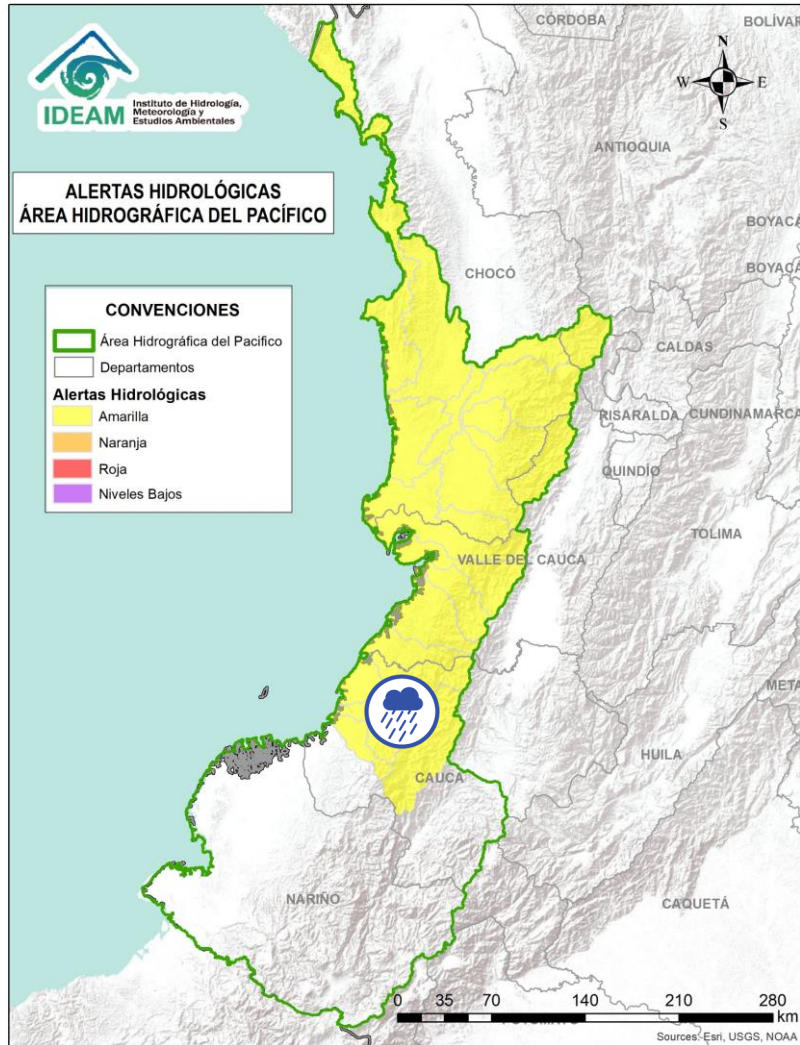 IDEAM
Instituto de Hidrología,
Meteorología y
Estudios Ambientales
ALERTAS HIDROLÓGICAS
ÁREA HIDROGRÁFICA DEL PACÍFICO
CONVENCIONES
Área Hidrográfica del Pacifico
Departamentos
Alertas Hidrológicas
Amarilla
Naranja
Roja
Niveles Bajos
N
W E
S
CÓRDOBA
BOLÍVAR
ANTIOQUIA
BOYACÁ
CHOCÓ
BOYACÁ
CALDAS
RISARALDA
CUNDINAMARCA
QUINDÍO
TOLIMA
VALLE DEL CAUCA
META
HUILA
CAUCA
NARIÑO
CAQUETÁ
0 35 70 140 210 280
km
Sources: Esri, USGS, NOAA